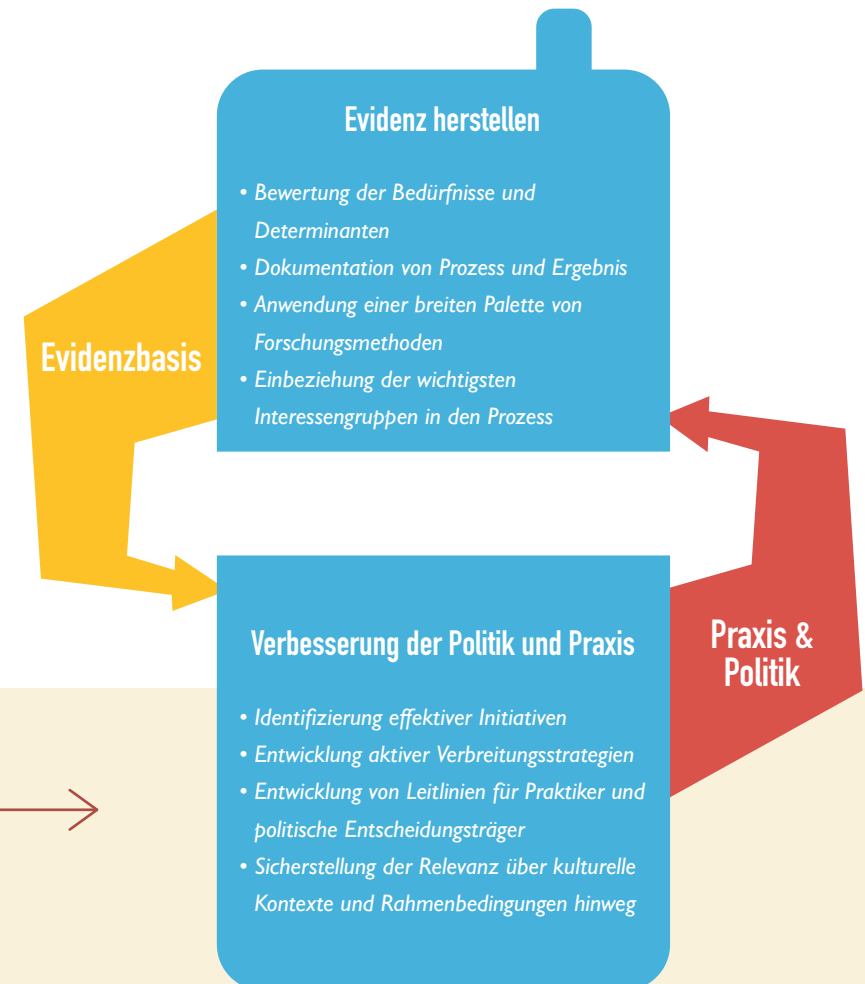 Evidenz herstellen
• Bewertung der Bedürfnisse und
Determinanten
• Dokumentation von Prozess und Ergebnis
• Anwendung einer breiten Palette von
Forschungsmethoden
• Einbeziehung der wichtigsten
Interessengruppen in den Prozess
Evidenzbasis
Verbesserung der Politik und Praxis
• Identifizierung effektiver Initiativen
• Entwicklung aktiver Verbreitungsstrategien
• Entwicklung von Leitlinien für Praktiker und
politische Entscheidungsträger
• Sicherstellung der Relevanz über kulturelle
Kontexte und Rahmenbedingungen hinweg
Praxis &
Politik